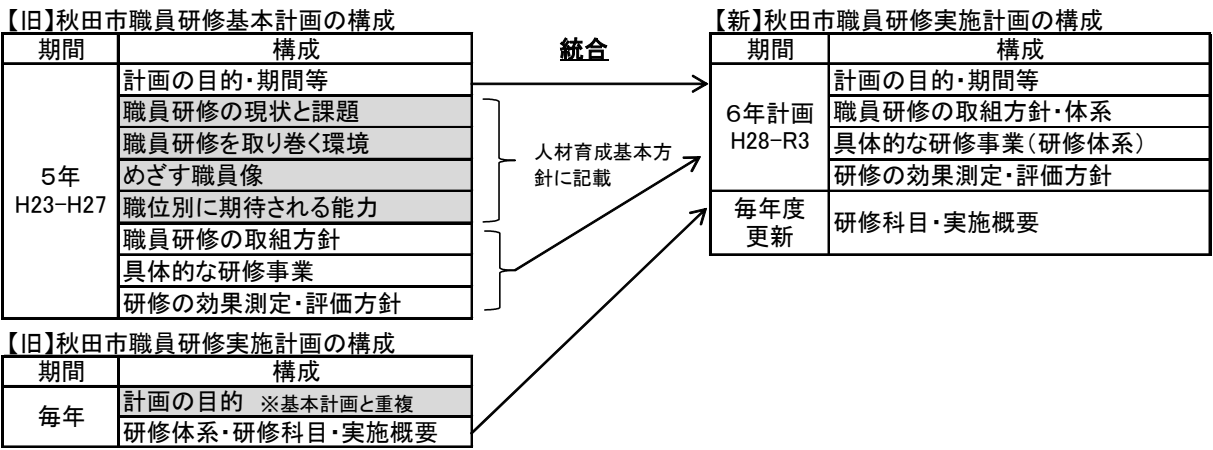 【旧】秋田市職員研修基本計画の構成
期間 構成
5年
H23-H27
計画の目的・期間等
職員研修の現状と課題
職員研修を取り巻く環境
めざす職員像
職位別に期待される能力
職員研修の取組方針
具体的な研修事業
研修の効果測定・評価方針
統合
人材育成基本方
針に記載
【新】秋田市職員研修実施計画の構成
期間 構成
6年計画
H28-R3
計画の目的・期間等
職員研修の取組方針・体系
具体的な研修事業(研修体系)
研修の効果測定・評価方針
毎年度
更新
研修科目・実施概要
【旧】秋田市職員研修実施計画の構成
期間 構成
毎年
計画の目的 ※基本計画と重複
研修体系・研修科目・実施概要